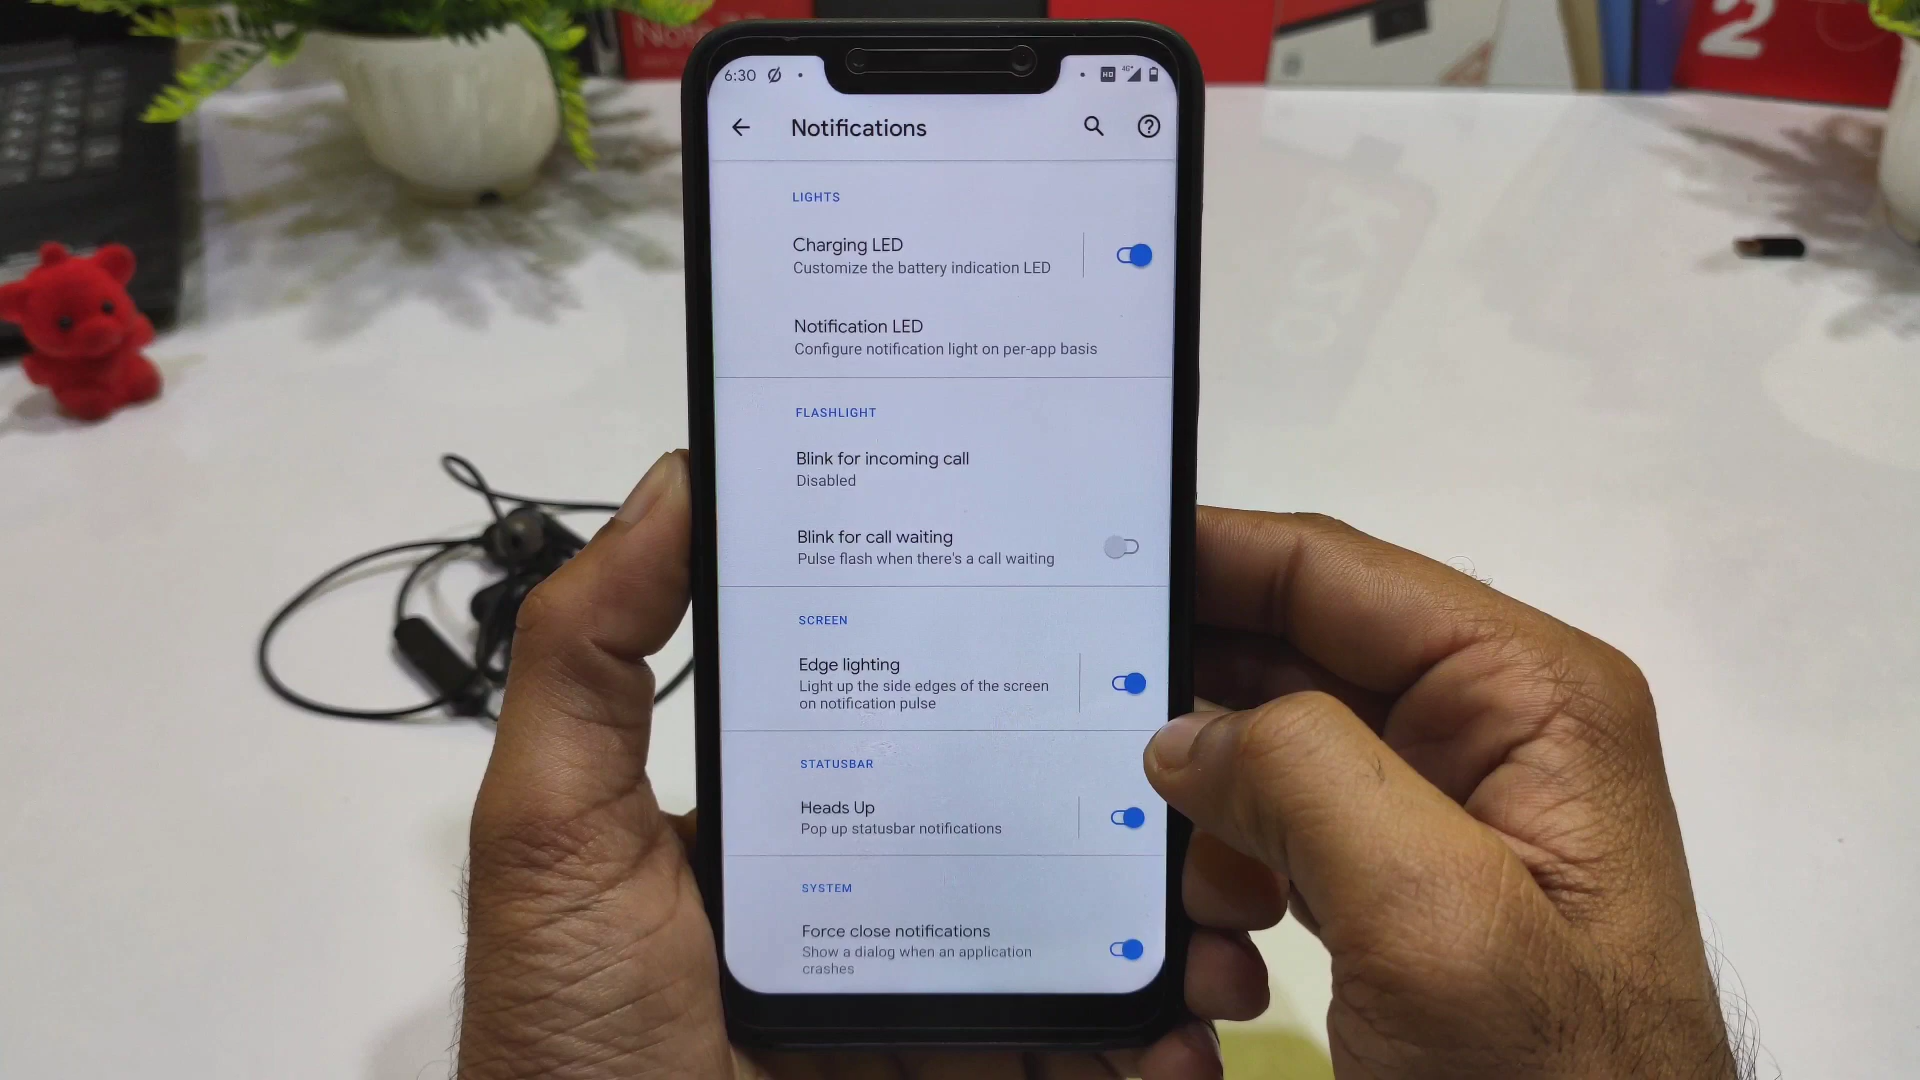 6:30
HD 4G+
Notifications
LIGHTS
Charging LED
Customize the battery indication LED
Notification LED
Configure notification light on per-app basis
FLASHLIGHT
Blink for incoming call
Disabled
Blink for call waiting
Pulse flash when there's a call waiting
SCREEN
Edge lighting
Light up the side edges of the screen
on notification pulse
STATUSBAR
Heads Up
Pop up statusbar notifications
SYSTEM
Force close notifications
Show a dialog when an application
crashes
2